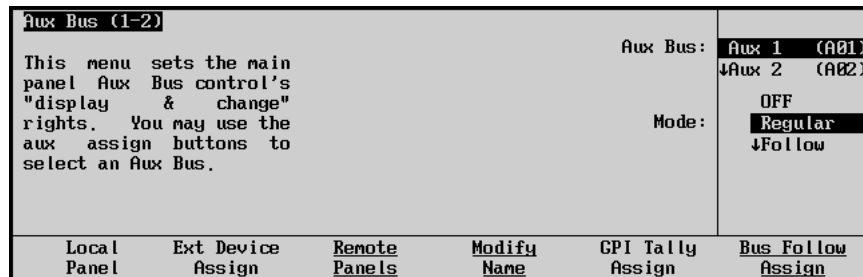 Aux Bus (1-2)
This menu sets the main
panel Aux Bus control's
"display & change"
rights. You may use the
aux assign buttons to
select an Aux Bus.
Aux Bus:
Aux 1 (A01)
↓Aux 2 (A02)
Mode:
OFF
Regular
↓Follow
Local Panel
Ext Device Assign
Remote Panels
Modify Name
GPI Tally Assign
Bus Follow Assign